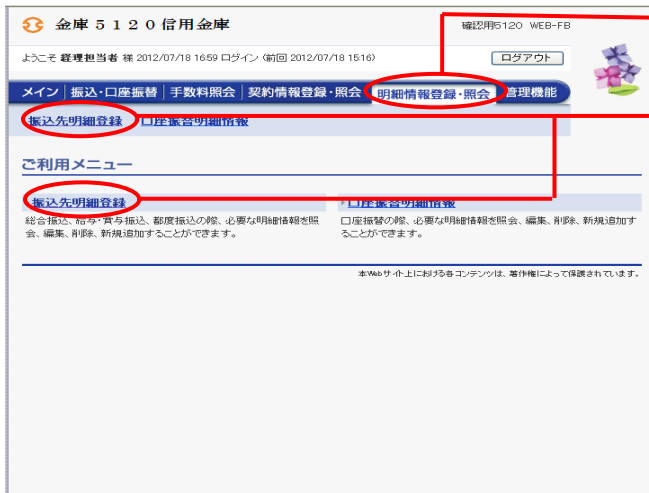 金庫５１２０信用金庫
確認用5120 WEB-FB
ようこそ 経理担当者 様 2012/07/18 16:59 ログイン (前回 2012/07/18 15:16)
ログアウト
メイン 振込・口座振替 手数料照会 契約情報登録・照会 明細情報登録・照会 管理機能
振込先明細登録 口座振替明細情報
ご利用メニュー
振込先明細登録
口座振替明細情報
総合振込、給与・賞与振込、都度振込の際、必要な明細情報を照会、編集、削除、新規追加することができます。
口座振替の際、必要な明細情報を照会、編集、削除、新規追加することができます。
本Webサイト上における各コンテンツは、著作権によって保護されています。